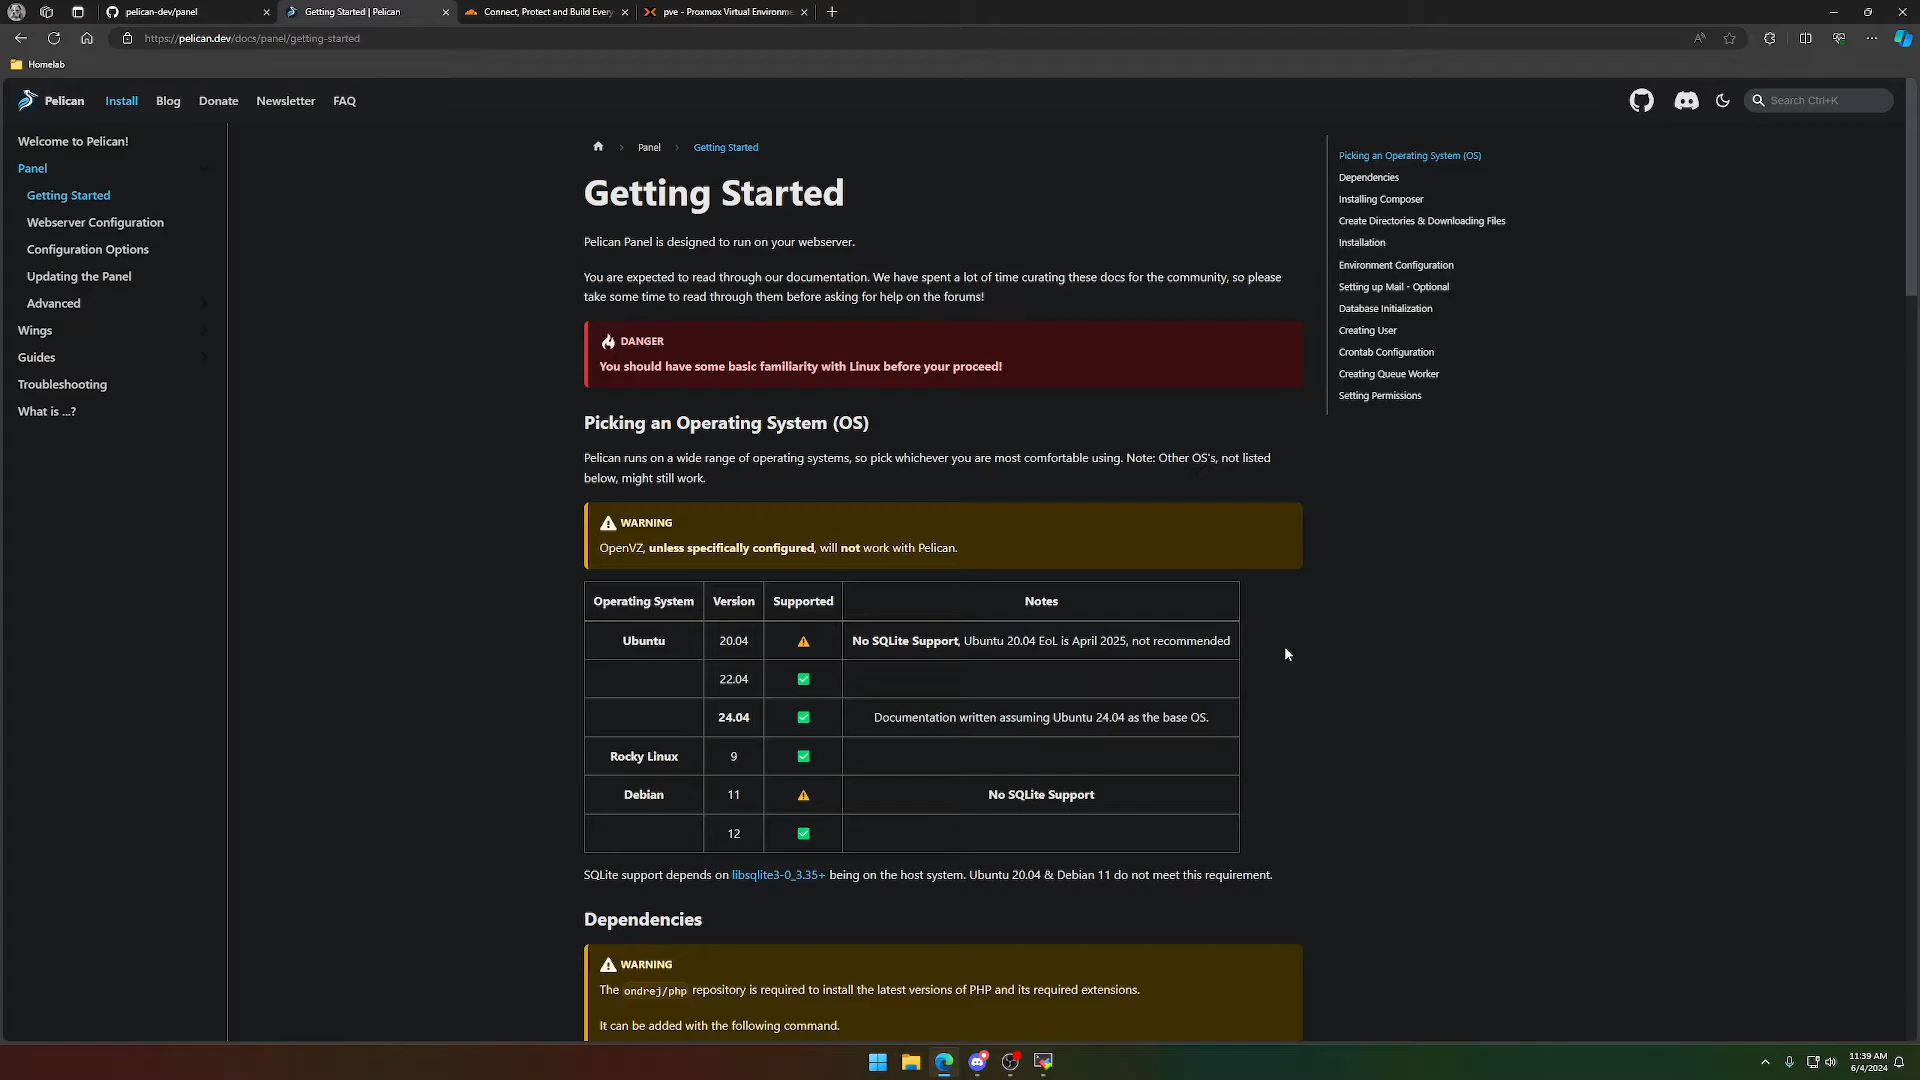 pelican-dev/panel
Getting Started | Pelican
Connect, Protect and Build Every
pve - Proxmox Virtual Environme
https://pelican.dev/docs/panel/getting-started
Homelab
Pelican
Install
Blog
Donate
Newsletter
FAQ
Search Ctrl+K
Welcome to Pelican!
Panel
Getting Started
Webserver Configuration
Configuration Options
Updating the Panel
Advanced
Wings
Guides
Troubleshooting
What is ...?
Panel
Getting Started
Getting Started
Pelican Panel is designed to run on your webserver.
You are expected to read through our documentation. We have spent a lot of time curating these docs for the community, so please
take some time to read through them before asking for help on the forums!
DANGER
You should have some basic familiarity with Linux before your proceed!
Picking an Operating System (OS)
Pelican runs on a wide range of operating systems, so pick whichever you are most comfortable using. Note: Other OS's, not listed
below, might still work.
WARNING
OpenVZ, unless specifically configured, will not work with Pelican.
Operating System Version Supported Notes
Ubuntu 20.04 No SQLite Support, Ubuntu 20.04 EoL is April 2025, not recommended
22.04
24.04 Documentation written assuming Ubuntu 24.04 as the base OS.
Rocky Linux 9
Debian 11 No SQLite Support
12
SQLite support depends on libsqlite3-0_3.35+ being on the host system. Ubuntu 20.04 & Debian 11 do not meet this requirement.
Dependencies
WARNING
The ondrej/php repository is required to install the latest versions of PHP and its required extensions.
It can be added with the following command.
Picking an Operating System (OS)
Dependencies
Installing Composer
Create Directories & Downloading Files
Installation
Environment Configuration
Setting up Mail - Optional
Database Initialization
Creating User
Crontab Configuration
Creating Queue Worker
Setting Permissions
11:39 AM
6/4/2024